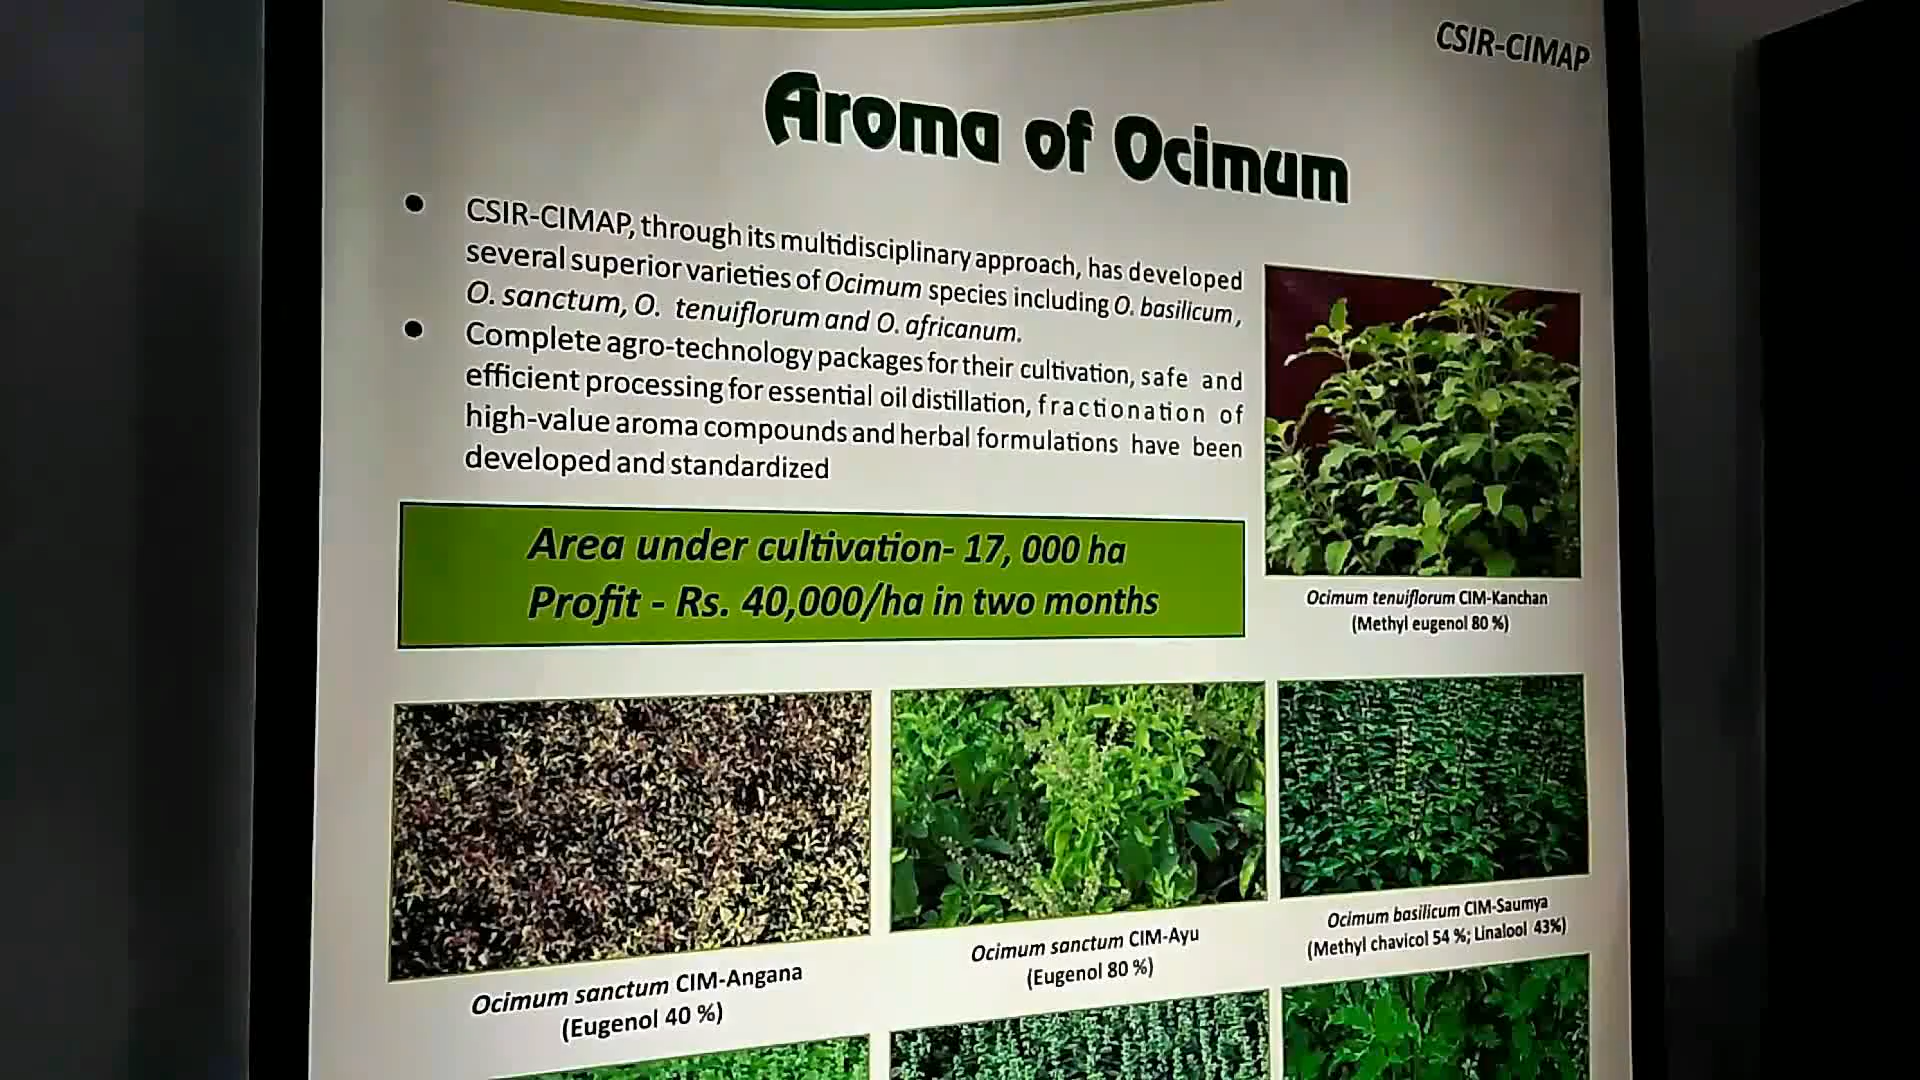 CSIR-CIMAP
Aroma of Ocimum
● CSIR-CIMAP, through its multidisciplinary approach, has developed
several superior varieties of Ocimum species including O. basilicum,
O. sanctum, O. tenuiflorum and O. africanum.
● Complete agro-technology packages for their cultivation, safe and
efficient processing for essential oil distillation, fractionation of
high-value aroma compounds and herbal formulations have been
developed and standardized
Area under cultivation- 17, 000 ha
Profit - Rs. 40,000/ha in two months
Ocimum tenuiflorum CIM-Kanchan
(Methyl eugenol 80 %)
Ocimum sanctum CIM-Angana
(Eugenol 40 %)
Ocimum sanctum CIM-Ayu
(Eugenol 80 %)
Ocimum basilicum CIM-Saumya
(Methyl chavicol 54 %; Linalool 43%)